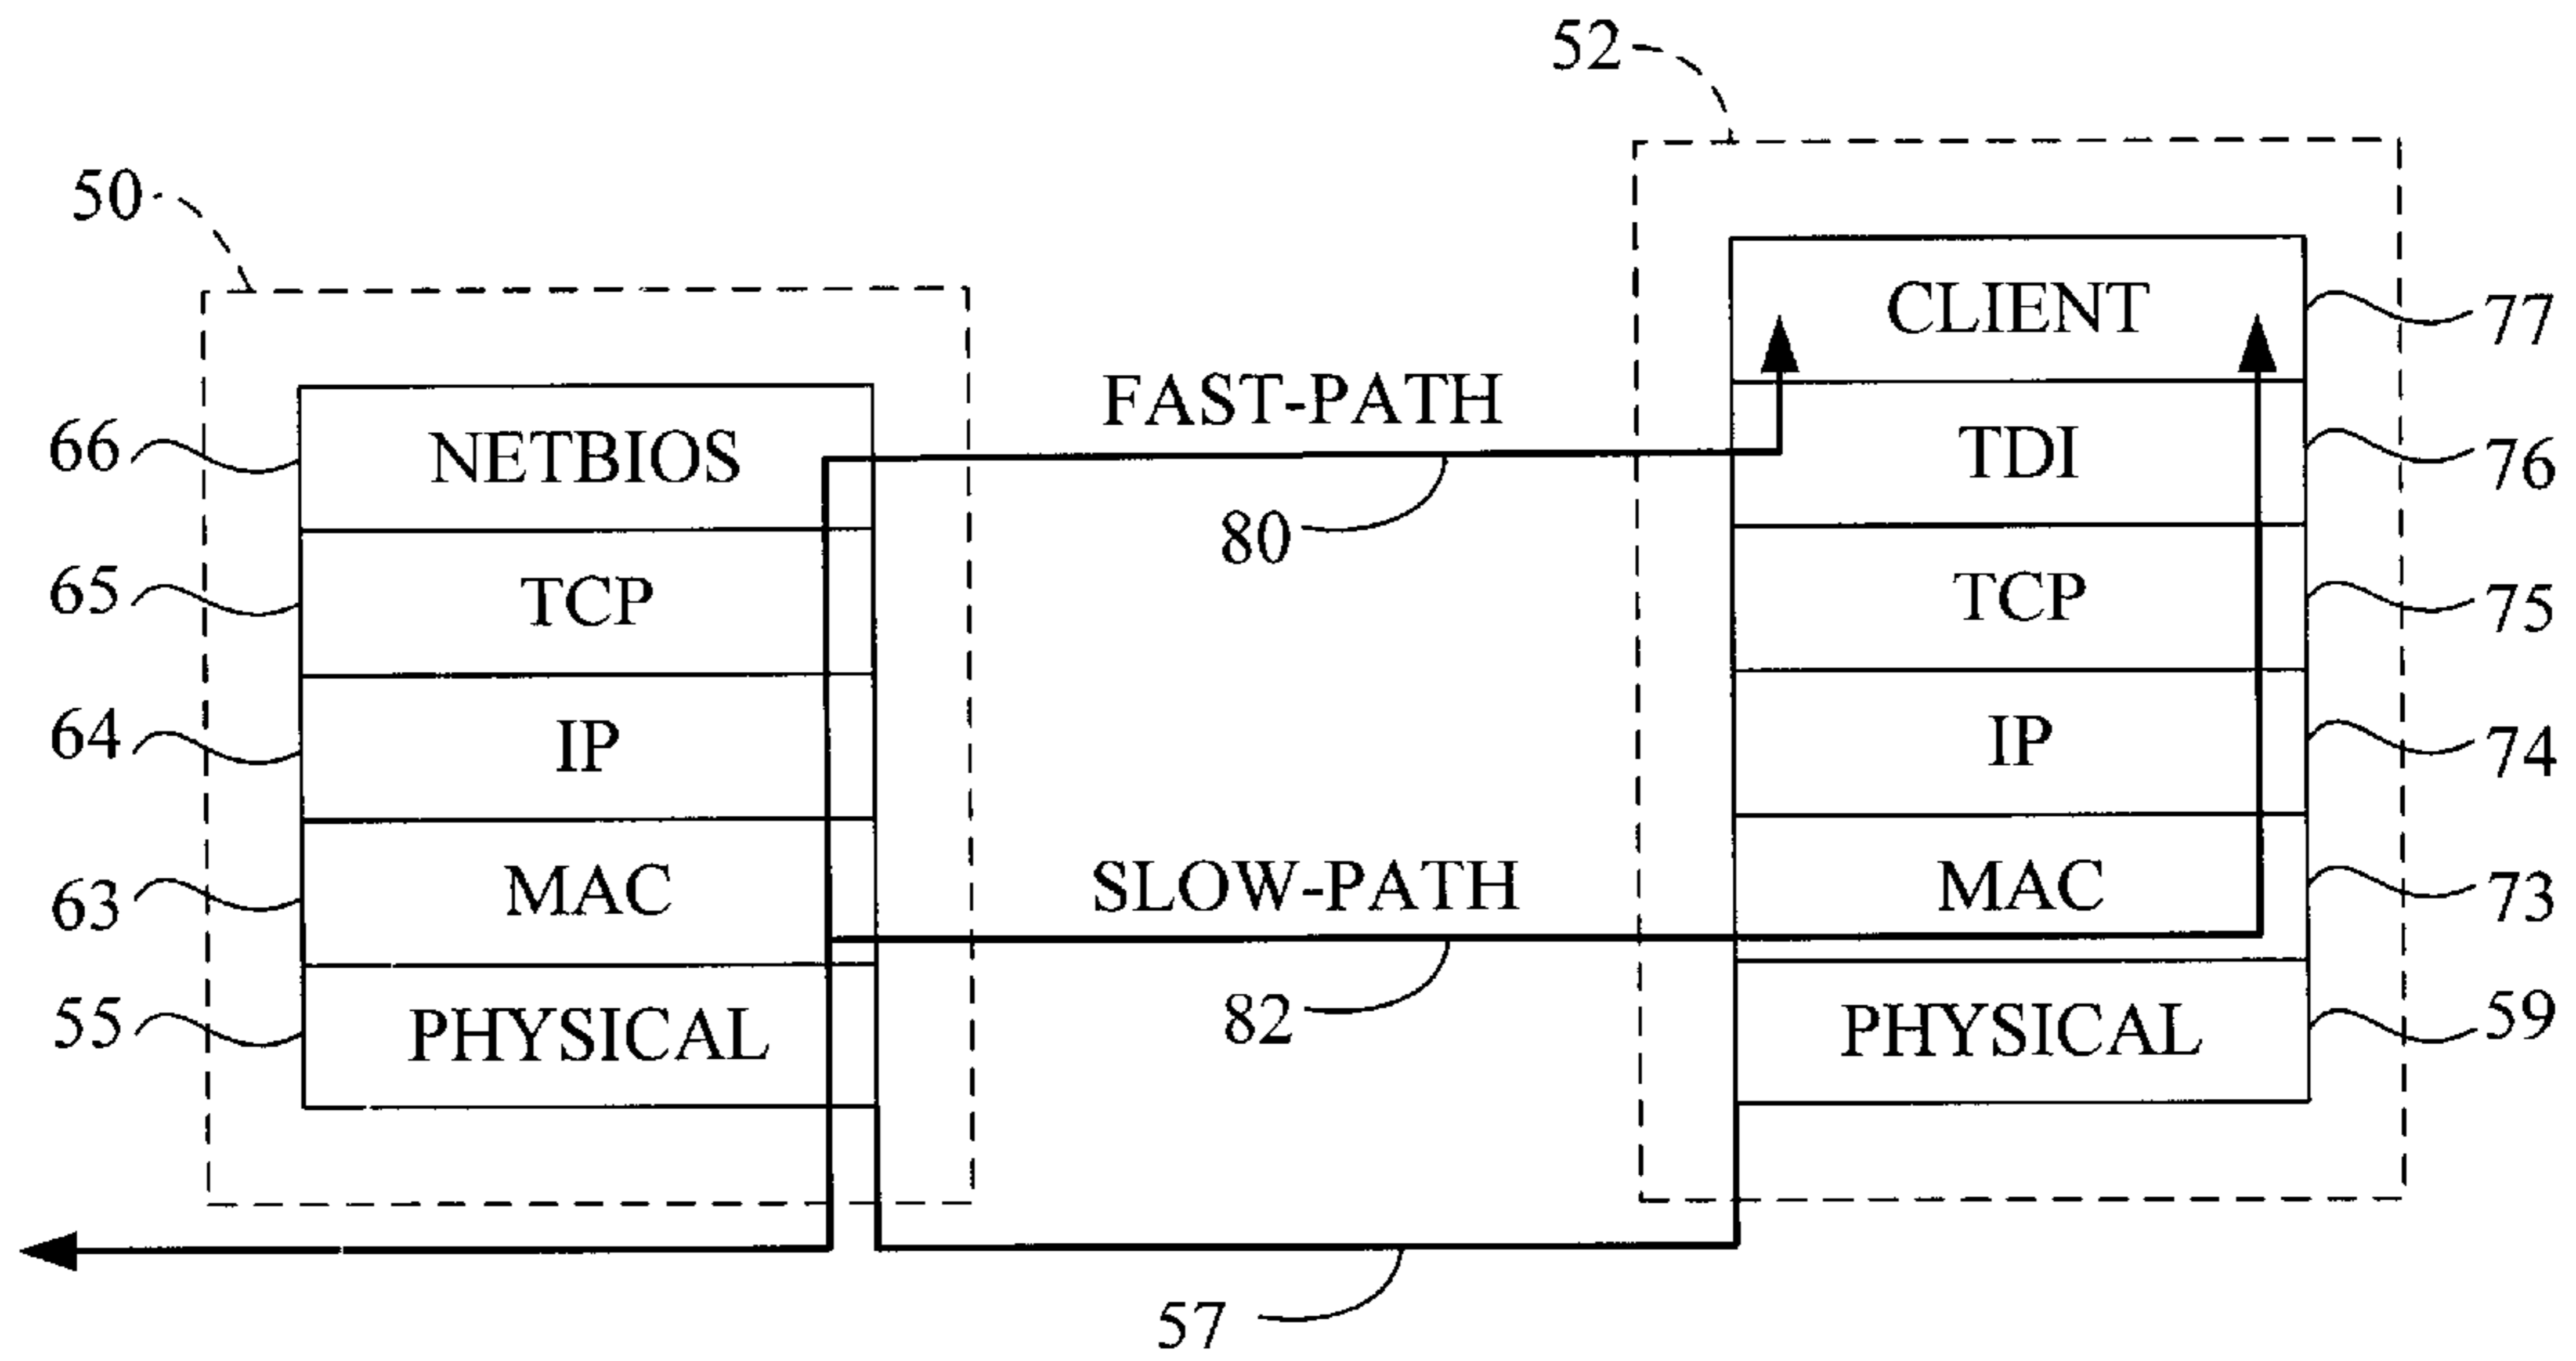 52
50
CLIENT
77
FAST-PATH
66
NETBIOS
TDI
76
80
65
TCP
TCP
75
64
IP
IP
74
SLOW-PATH
63
MAC
MAC
73
82
55
PHYSICAL
PHYSICAL
59
57